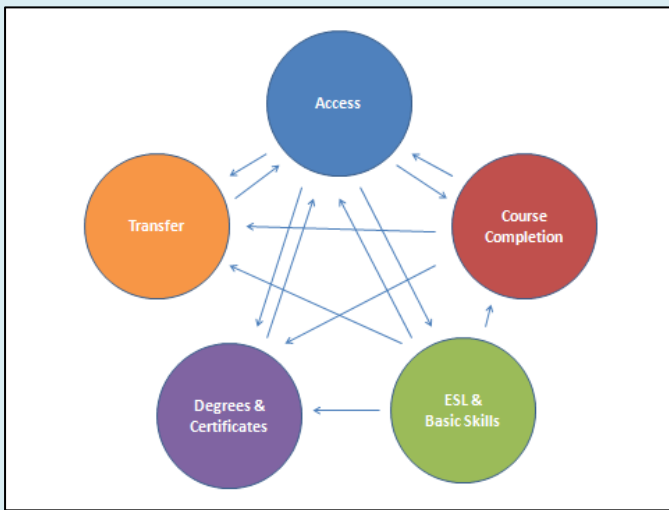 Access
Transfer
Course
Completion
Degrees &
Certificates
ESL &
Basic Skills